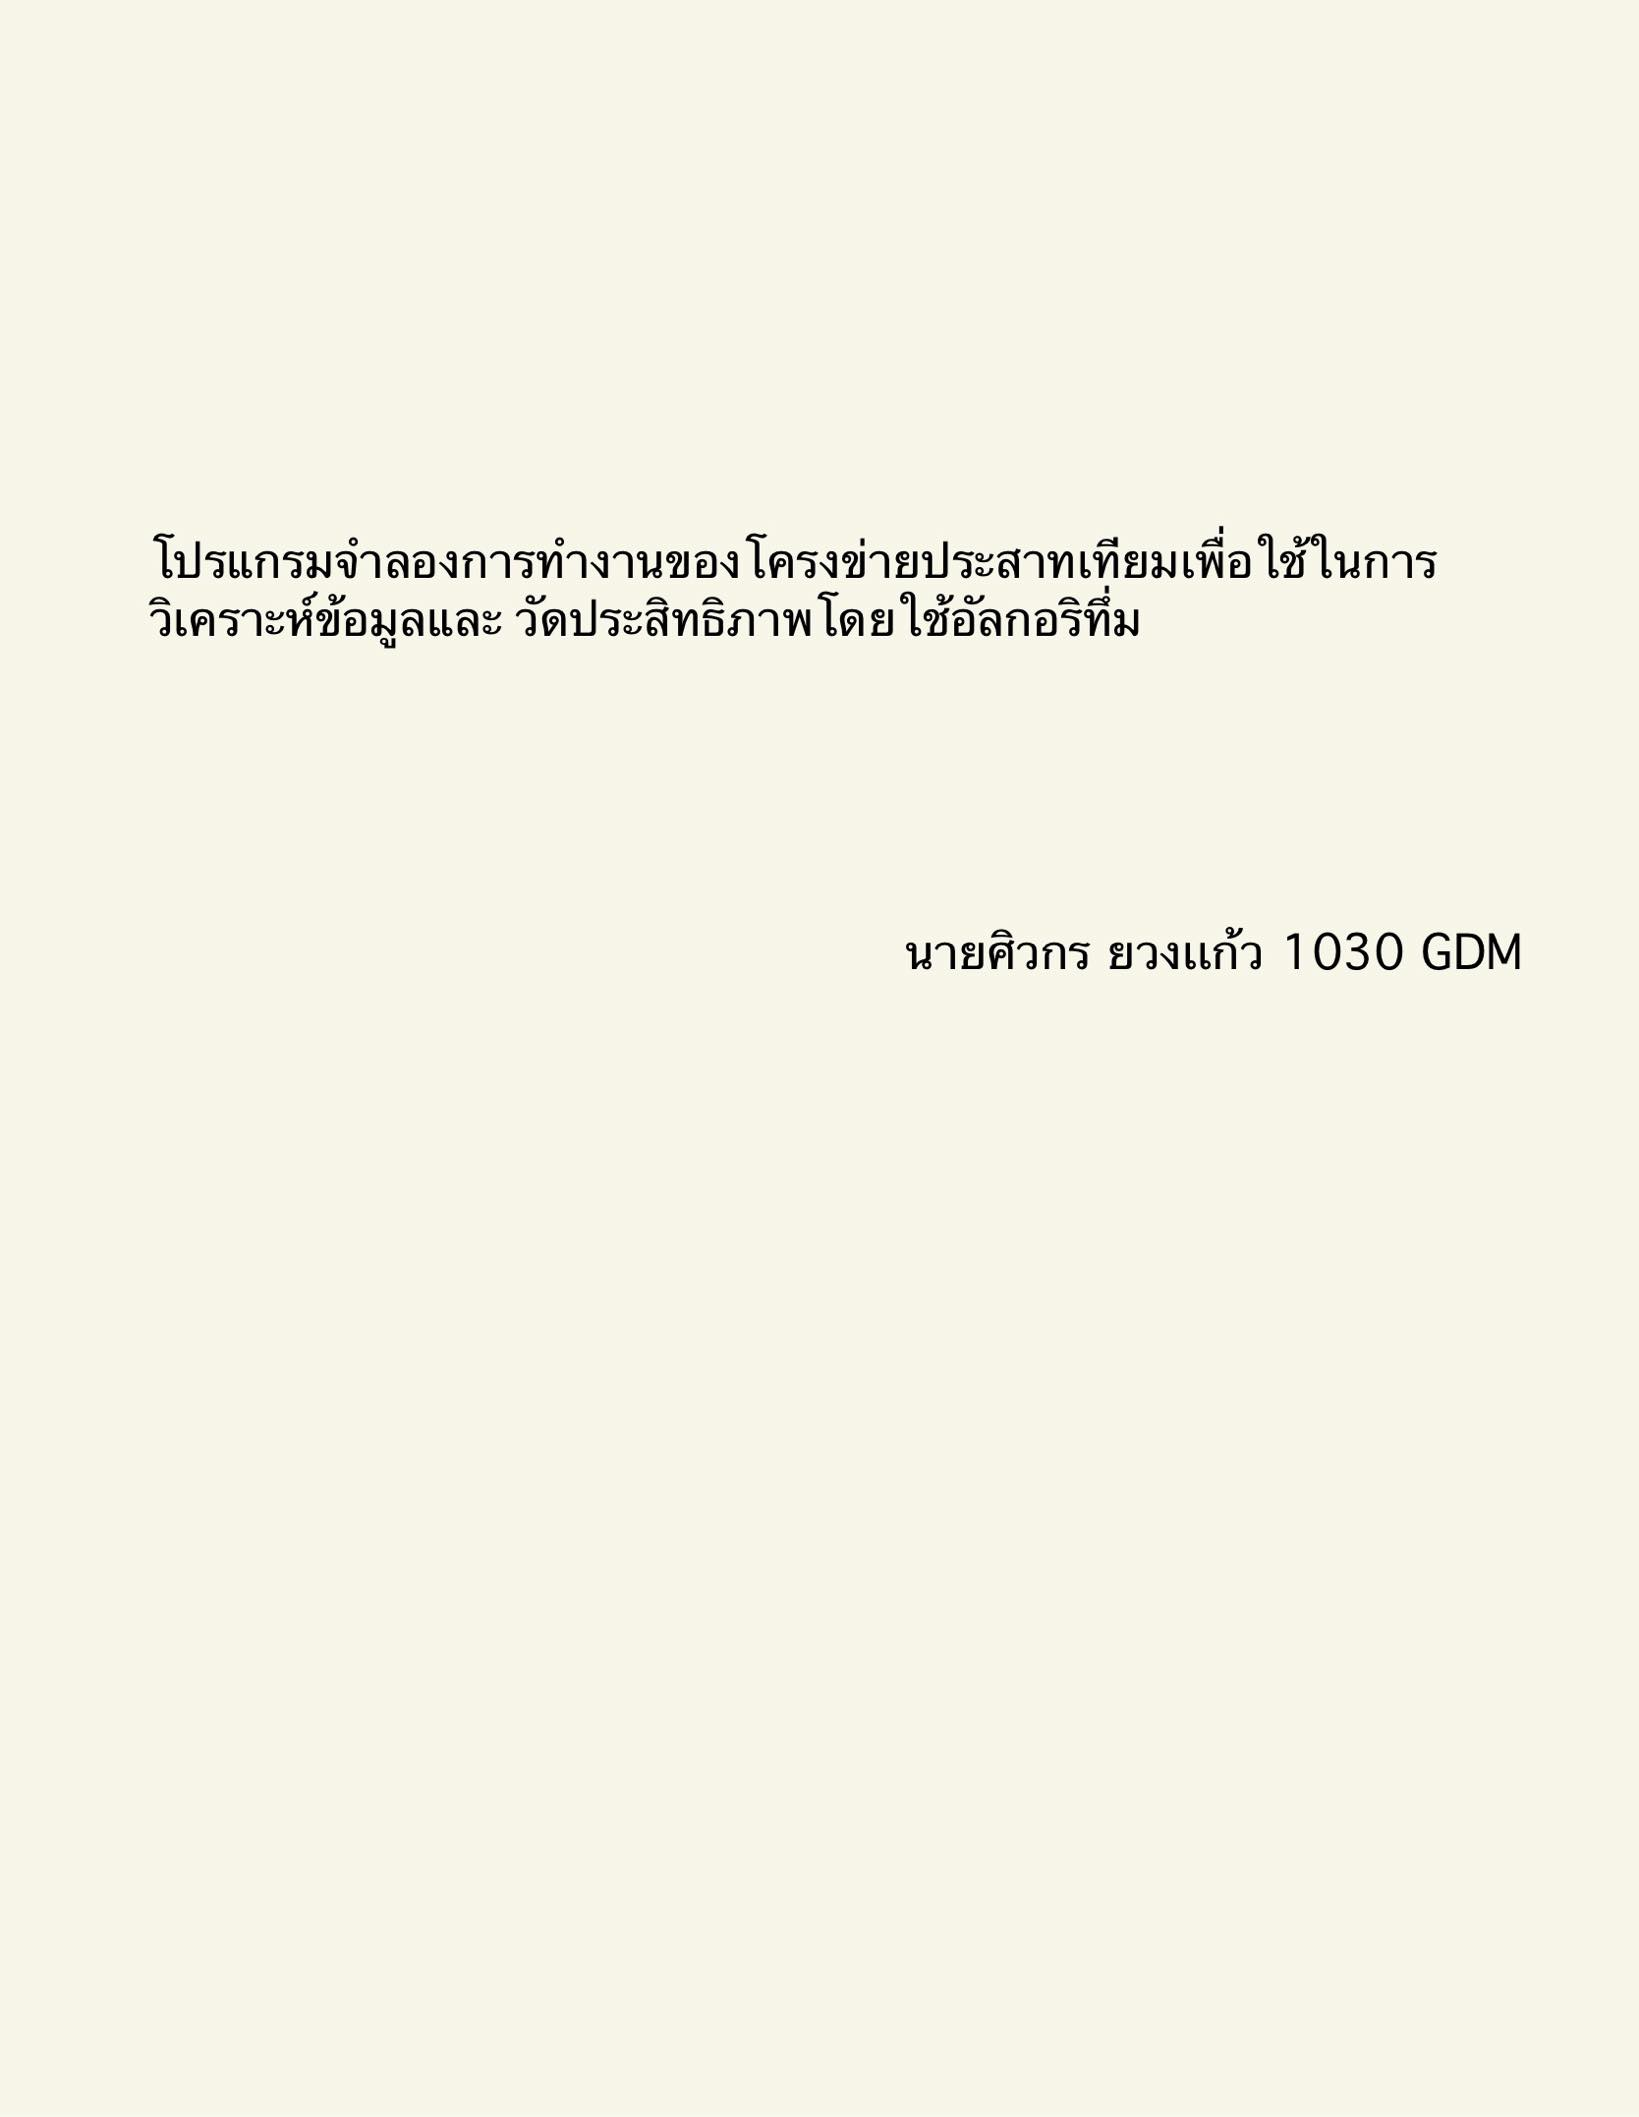 โปรแกรมจำลองการทำงานของโครงข่ายประสาทเทียมเพื่อใช้ในการ
วิเคราะห์ข้อมูลและ วัดประสิทธิภาพโดยใช้อัลกอริทึ่ม
นายศิวกร ยวงแก้ว 1030 GDM